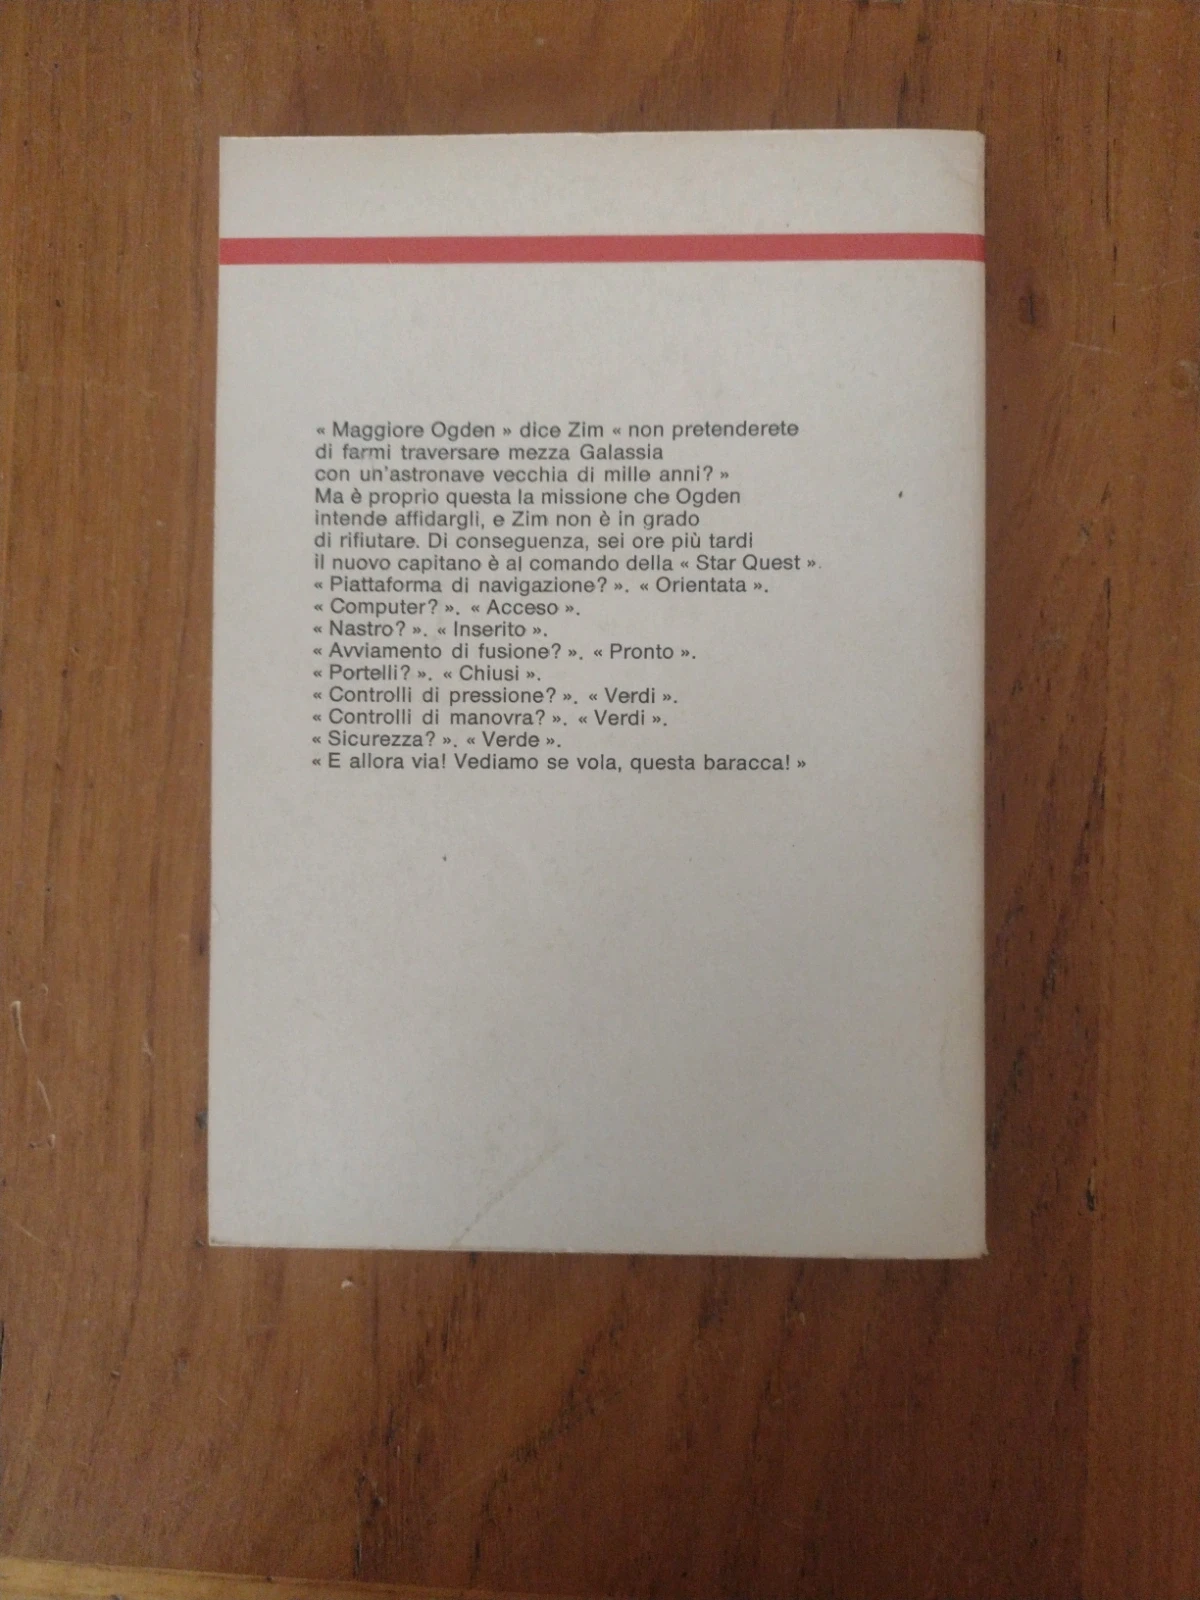 « Maggiore Ogden » dice Zim « non pretenderete
di farmi traversare mezza Galassia
con un'astronave vecchia di mille anni? »
Ma è proprio questa la missione che Ogden
intende affidargli, e Zim non è in grado
di rifiutare. Di conseguenza, sei ore più tardi
il nuovo capitano è al comando della « Star Quest ».
« Piattaforma di navigazione? ». « Orientata ».
« Computer? ». « Acceso ».
« Nastro? ». « Inserito ».
« Avviamento di fusione? ». « Pronto ».
« Portelli? ». « Chiusi ».
« Controlli di pressione? ». « Verdi ».
« Controlli di manovra? ». « Verdi ».
« Sicurezza? ». « Verde ».
« E allora via! Vediamo se vola, questa baracca! »